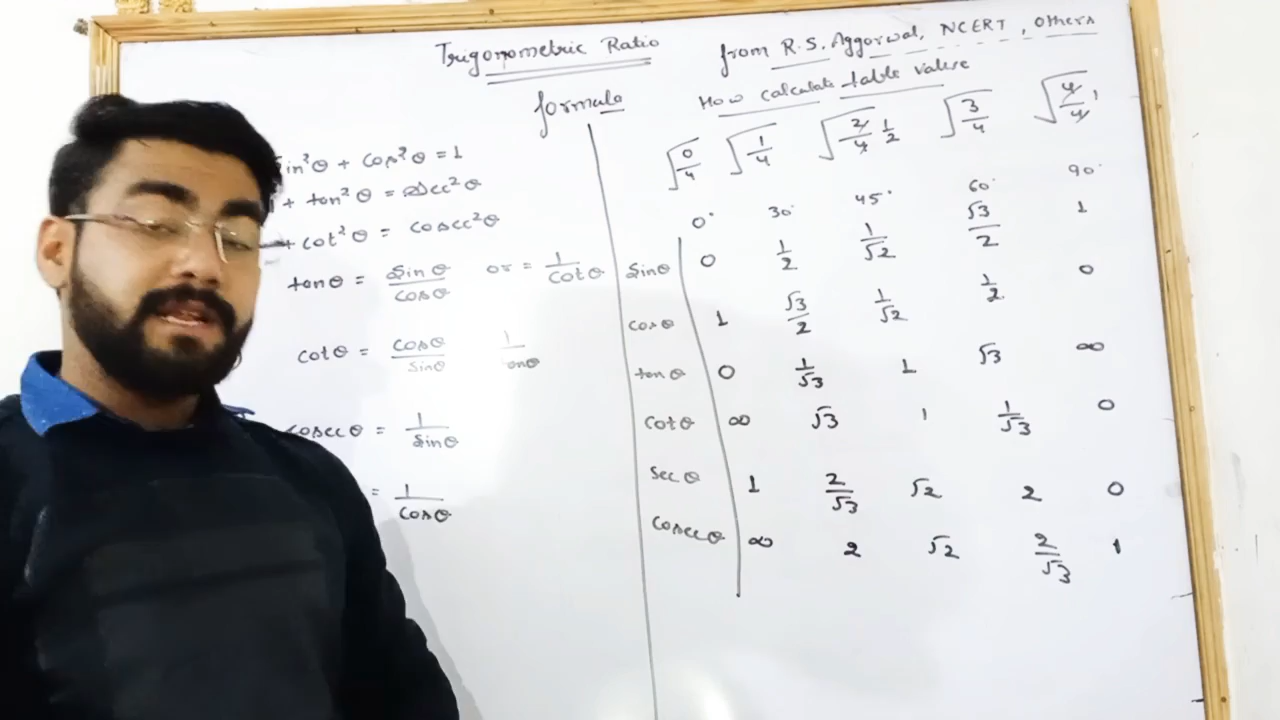 Trigonometric Ratio
formula
in²θ + cos²θ = 1
+ tan²θ = sec²θ
+ cot²θ = cosec²θ
tanθ = sinθ/cosθ or = 1/cotθ
cotθ = cosθ/sinθ 1/anθ
cosecθ = 1/sinθ
= 1/cosθ
from R.S. Aggarwal, NCERT, Others
How calculate table value
√0/4 √1/4 √2/4 1/2 √3/4 √4/4 1
0° 30° 45° 60° 90°
sinθ 0 1/2 1/√2 √3/2 1
cosθ 1 √3/2 1/√2 1/2 0
tanθ 0 1/√3 1 √3 ∞
cotθ ∞ √3 1 1/√3 0
secθ 1 2/√3 √2 2 0
cosecθ ∞ 2 √2 2/√3 1